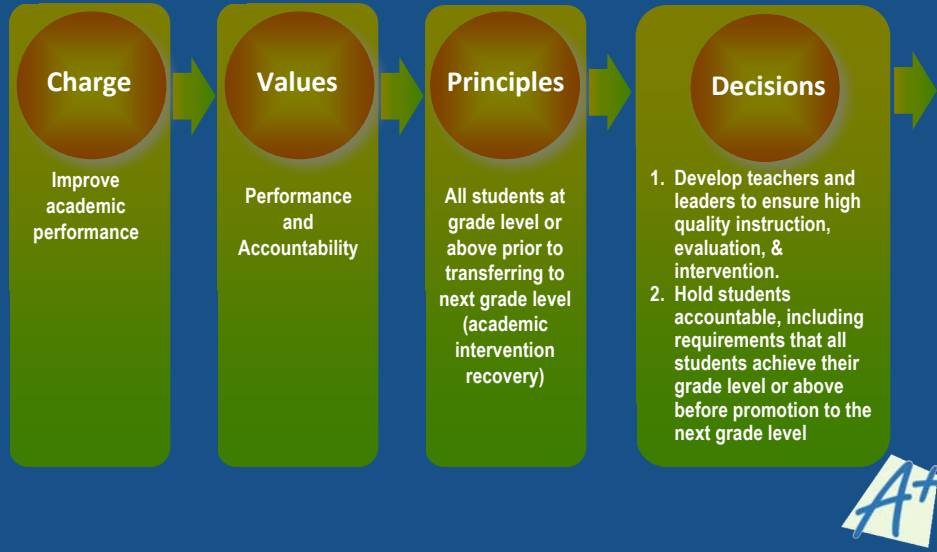 Charge
Improve
academic
performance
Values
Performance
and
Accountability
Principles
All students at
grade level or
above prior to
transferring to
next grade level
(academic
intervention
recovery)
Decisions
1. Develop teachers and
leaders to ensure high
quality instruction,
evaluation, &
intervention.
2. Hold students
accountable, including
requirements that all
students achieve their
grade level or above
before promotion to the
next grade level
A+